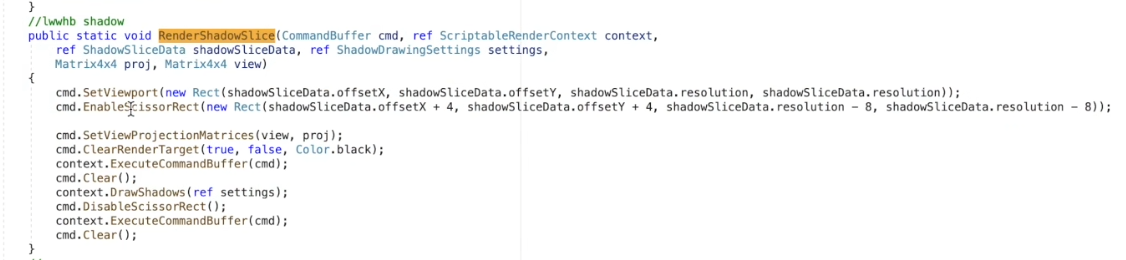 }
//lwwhb shadow
public static void RenderShadowSlice(CommandBuffer cmd, ref ScriptableRenderContext context,
ref ShadowSliceData shadowSliceData, ref ShadowDrawingSettings settings,
Matrix4x4 proj, Matrix4x4 view)
{
cmd.SetViewport(new Rect(shadowSliceData.offsetX, shadowSliceData.offsetY, shadowSliceData.resolution, shadowSliceData.resolution));
cmd.EnableScissorRect(new Rect(shadowSliceData.offsetX + 4, shadowSliceData.offsetY + 4, shadowSliceData.resolution - 8, shadowSliceData.resolution - 8));
cmd.SetViewProjectionMatrices(view, proj);
cmd.ClearRenderTarget(true, false, Color.black);
context.ExecuteCommandBuffer(cmd);
cmd.Clear();
context.DrawShadows(ref settings);
cmd.DisableScissorRect();
context.ExecuteCommandBuffer(cmd);
cmd.Clear();
}